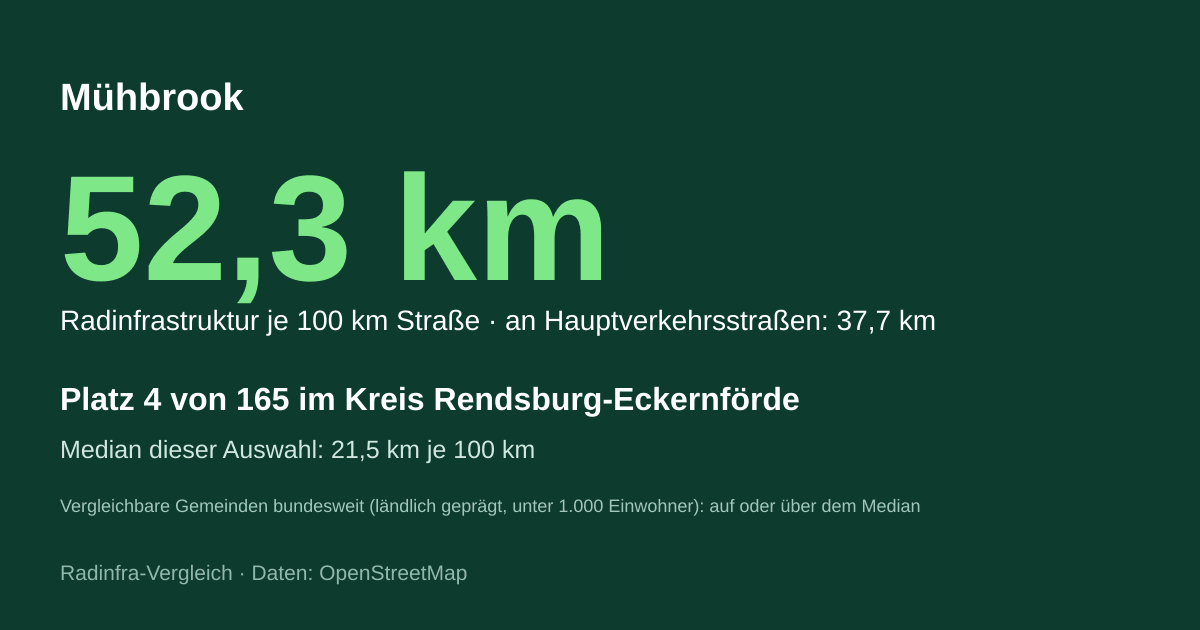 Mühbrook
52,3 km
Radinfrastruktur je 100 km Straße · an Hauptverkehrsstraßen: 37,7 km
Platz 4 von 165 im Kreis Rendsburg-Eckernförde
Median dieser Auswahl: 21,5 km je 100 km
Vergleichbare Gemeinden bundesweit (ländlich geprägt, unter 1.000 Einwohner): auf oder über dem Median
Radinfra-Vergleich · Daten: OpenStreetMap